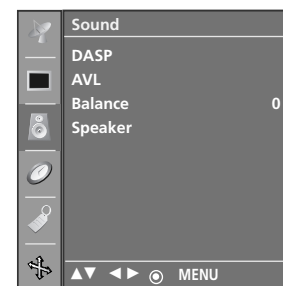 Sound
DASP
AVL
Balance 0
Speaker
▲▼ ◀▶ ◉ MENU